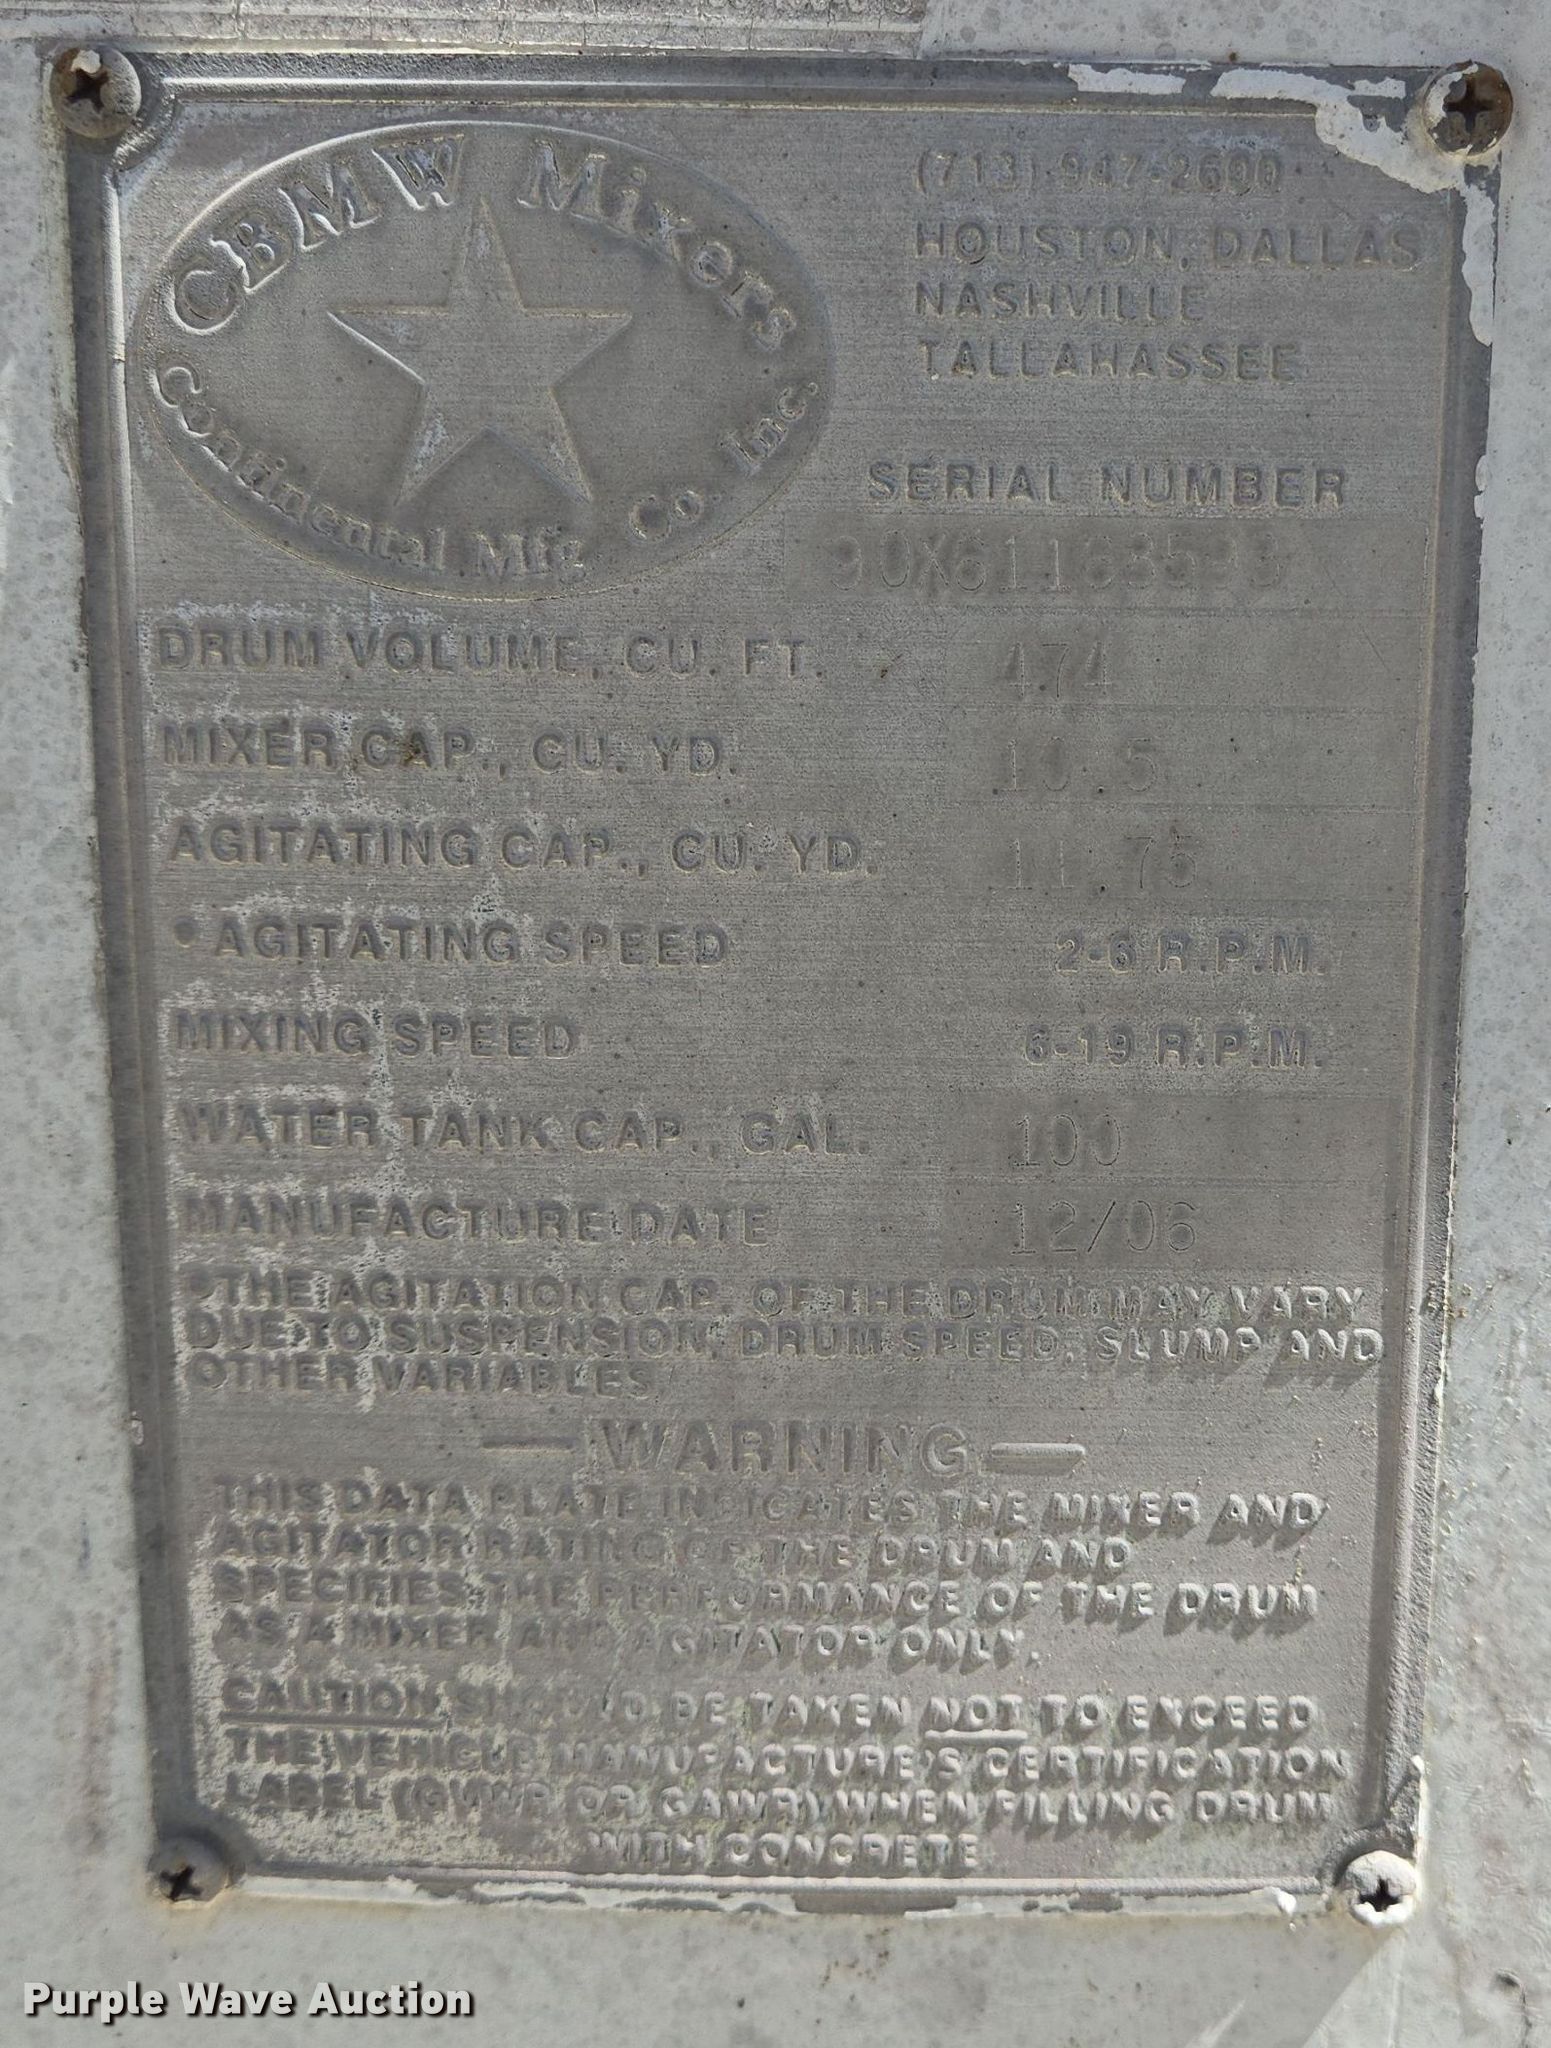 CBMW Mixers
Continental Mfg Co. Inc.
(713) 947-2600
HOUSTON, DALLAS
NASHVILLE
TALLAHASSEE
SERIAL NUMBER
DRUM VOLUME, CU. FT. 474
MIXER CAP., CU. YD. 10.5
AGITATING CAP., CU. YD. 11.75
•AGITATING SPEED 2-6 R.P.M.
MIXING SPEED 6-19 R.P.M.
WATER TANK CAP., GAL. 100
MANUFACTURE DATE 12/06
•THE AGITATION CAP. OF THE DRUM MAY VARY
DUE TO SUSPENSION, DRUM SPEED, SLUMP AND
OTHER VARIABLES
— WARNING —
THIS DATA PLATE INDICATES THE MIXER AND
AGITATOR RATING OF THE DRUM AND
SPECIFIES THE PERFORMANCE OF THE DRUM
AS A MIXER AND AGITATOR ONLY.
CAUTION SHOULD BE TAKEN NOT TO EXCEED
THE VEHICLE MANUFACTURE'S CERTIFICATION
LABEL (GVWR OR GAWR) WHEN FILLING DRUM
WITH CONCRETE
Purple Wave Auction